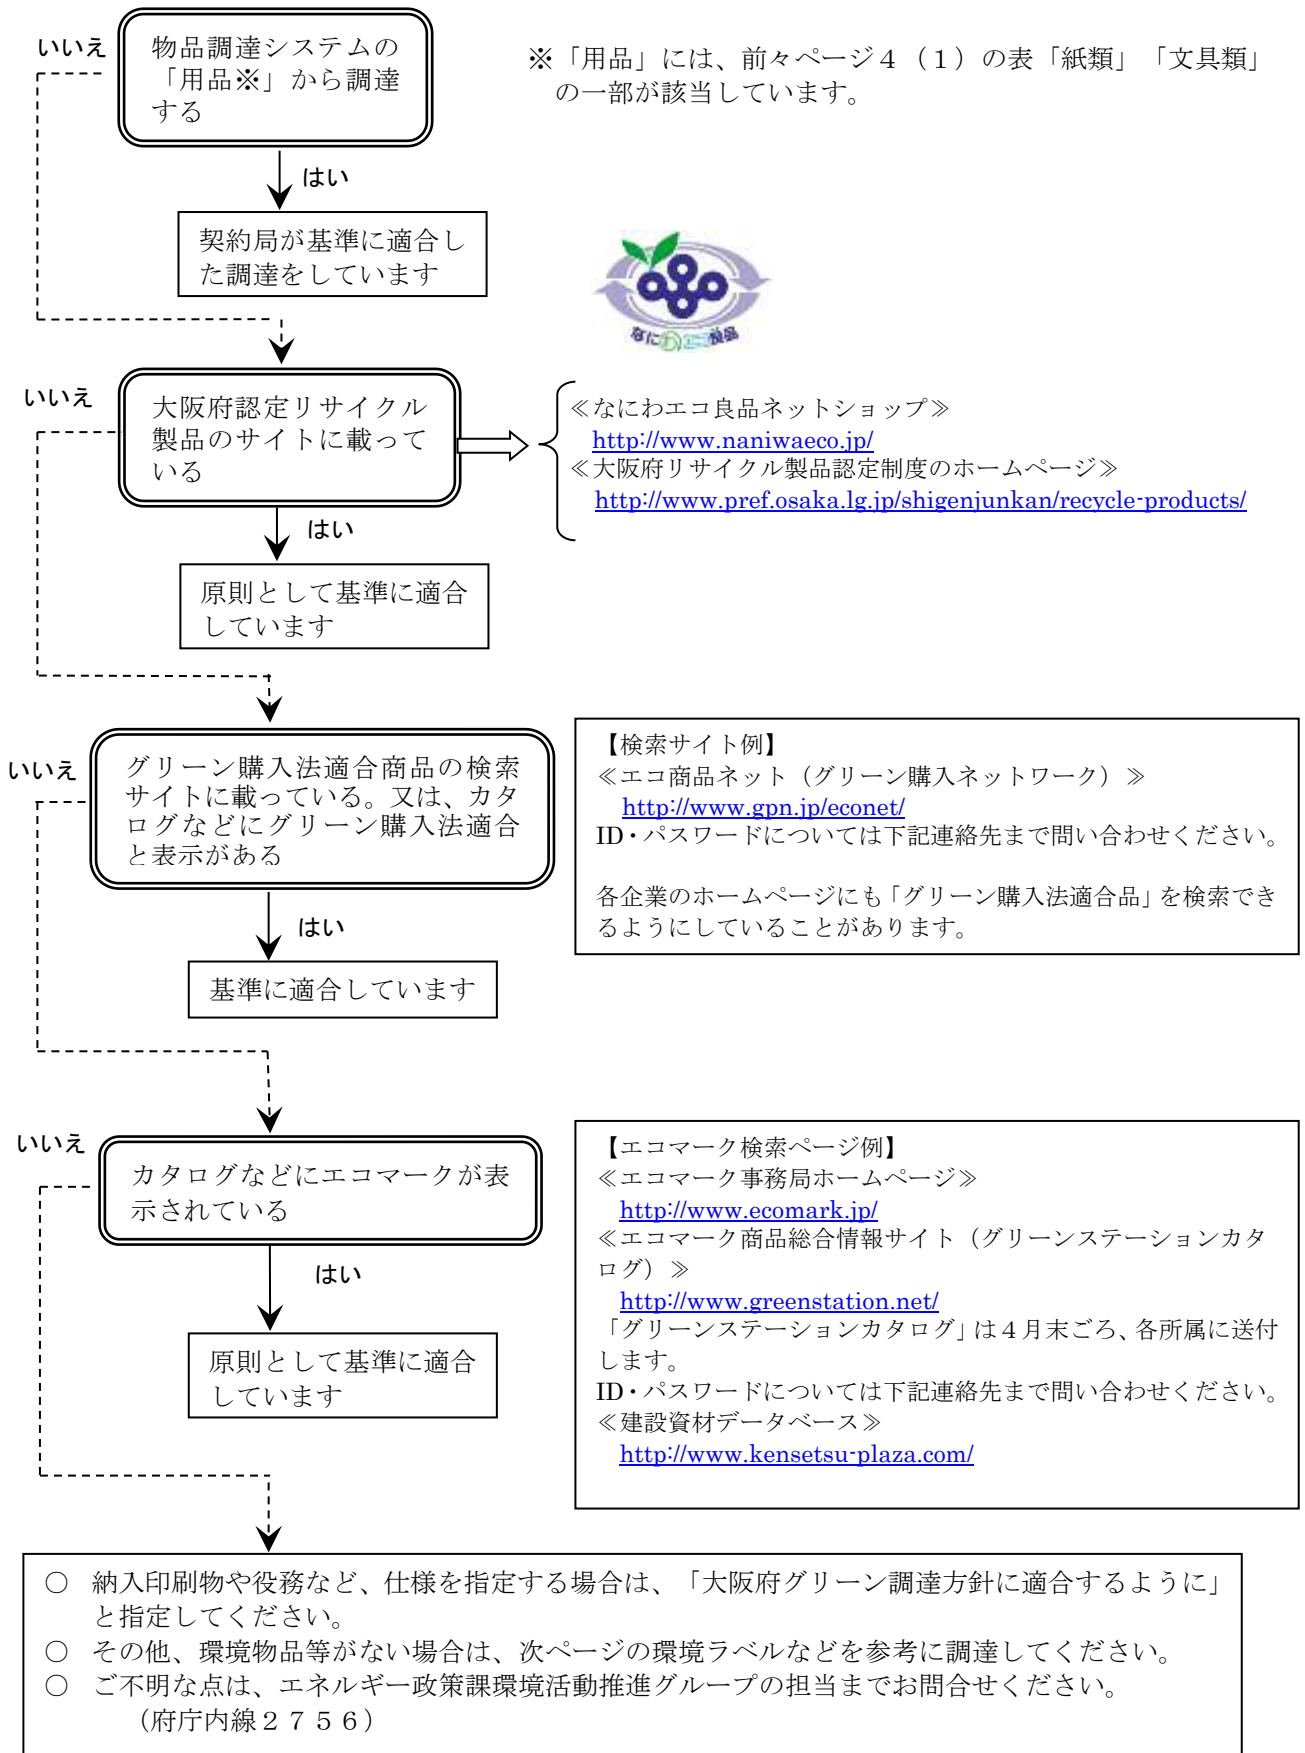 いいえ
物品調達システムの
「用品※」から調達
する
※「用品」には、前々ページ４（１）の表「紙類」「文具類」
の一部が該当しています。
はい
契約局が基準に適合し
た調達をしています
なにわエコ製品
いいえ
大阪府認定リサイクル
製品のサイトに載って
いる
≪なにわエコ良品ネットショップ≫
http://www.naniwaeco.jp/
≪大阪府リサイクル製品認定制度のホームページ≫
http://www.pref.osaka.lg.jp/shigenjunkan/recycle-products/
はい
原則として基準に適合
しています
いいえ
グリーン購入法適合商品の検索
サイトに載っている。又は、カタ
ログなどにグリーン購入法適合
と表示がある
【検索サイト例】
≪エコ商品ネット（グリーン購入ネットワーク）≫
http://www.gpn.jp/econet/
ID・パスワードについては下記連絡先まで問い合わせください。
各企業のホームページにも「グリーン購入法適合品」を検索でき
るようにしていることがあります。
はい
基準に適合しています
いいえ
カタログなどにエコマークが表
示されている
【エコマーク検索ページ例】
≪エコマーク事務局ホームページ≫
http://www.ecomark.jp/
≪エコマーク商品総合情報サイト（グリーンステーションカタ
ログ）≫
http://www.greenstation.net/
「グリーンステーションカタログ」は４月末ごろ、各所属に送付
します。
ID・パスワードについては下記連絡先まで問い合わせください。
≪建設資材データベース≫
http://www.kensetsu-plaza.com/
はい
原則として基準に適合
しています
○　納入印刷物や役務など、仕様を指定する場合は、「大阪府グリーン調達方針に適合するように」
と指定してください。
○　その他、環境物品等がない場合は、次ページの環境ラベルなどを参考に調達してください。
○　ご不明な点は、エネルギー政策課環境活動推進グループの担当までお問合せください。
（府庁内線２７５６）